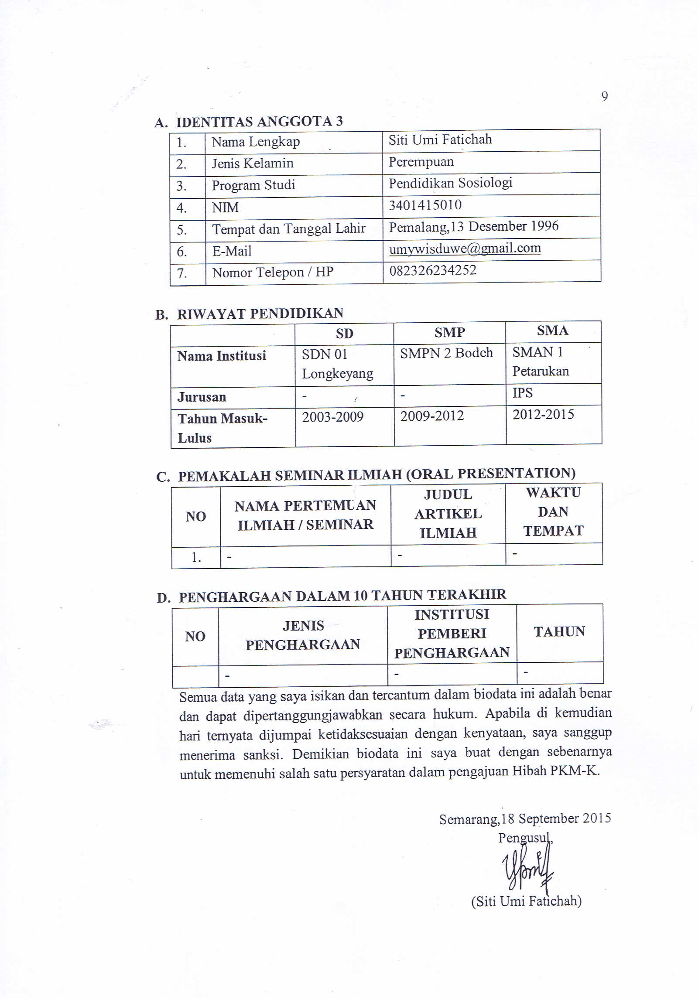 9
A. IDENTITAS ANGGOTA 3
1. Nama Lengkap Siti Umi Fatichah
2. Jenis Kelamin Perempuan
3. Program Studi Pendidikan Sosiologi
4. NIM 3401415010
5. Tempat dan Tanggal Lahir Pemalang,13 Desember 1996
6. E-Mail umywisduwe@gmail.com
7. Nomor Telepon / HP 082326234252
B. RIWAYAT PENDIDIKAN
SD SMP SMA
Nama Institusi SDN 01 SMPN 2 Bodeh SMAN 1
Longkeyang Petarukan
Jurusan - - IPS
Tahun Masuk- 2003-2009 2009-2012 2012-2015
Lulus
C. PEMAKALAH SEMINAR ILMIAH (ORAL PRESENTATION)
NO
NAMA PERTEMUAN
ILMIAH / SEMINAR
JUDUL
ARTIKEL
ILMIAH
WAKTU
DAN
TEMPAT
1. - - -
D. PENGHARGAAN DALAM 10 TAHUN TERAKHIR
NO
JENIS
PENGHARGAAN
INSTITUSI
PEMBERI
PENGHARGAAN
TAHUN
- - -
Semua data yang saya isikan dan tercantum dalam biodata ini adalah benar
dan dapat dipertanggungjawabkan secara hukum. Apabila di kemudian
hari ternyata dijumpai ketidaksesuaian dengan kenyataan, saya sanggup
menerima sanksi. Demikian biodata ini saya buat dengan sebenarnya
untuk memenuhi salah satu persyaratan dalam pengajuan Hibah PKM-K.
Semarang,18 September 2015
Pengusul,
(Siti Umi Fatichah)